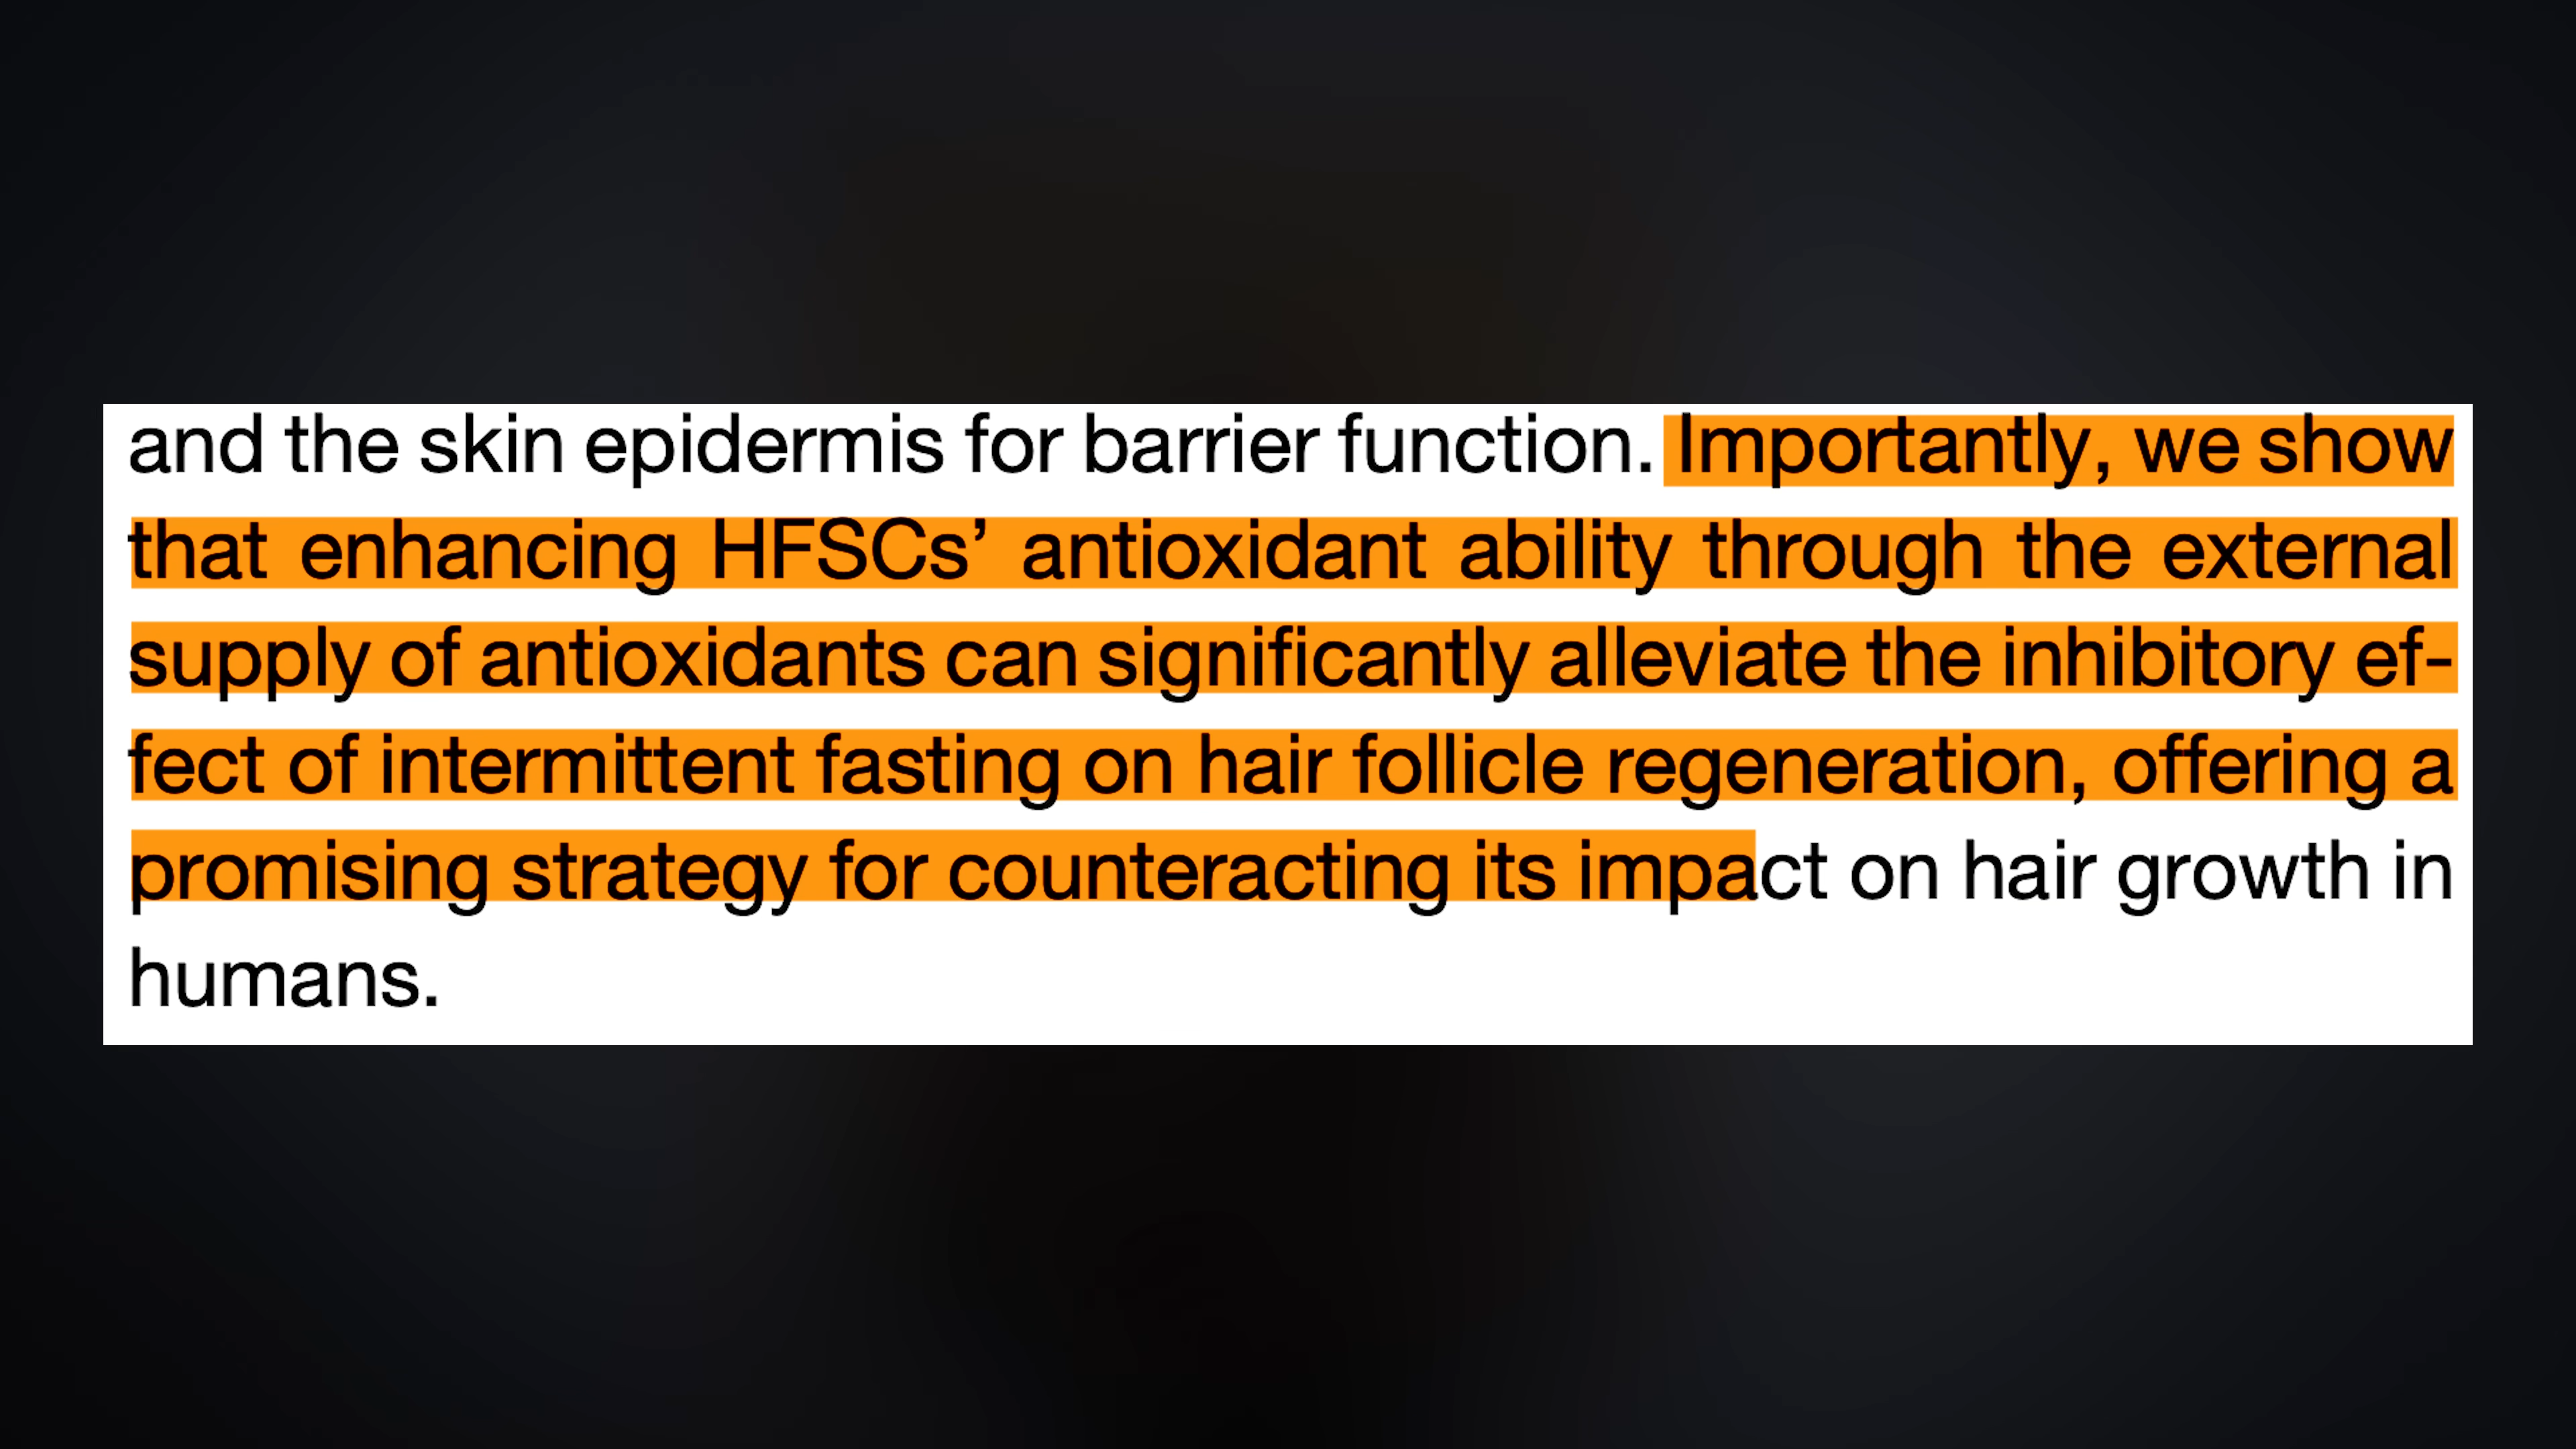 and the skin epidermis for barrier function. Importantly, we show
that enhancing HFSCs’ antioxidant ability through the external
supply of antioxidants can significantly alleviate the inhibitory ef-
fect of intermittent fasting on hair follicle regeneration, offering a
promising strategy for counteracting its impact on hair growth in
humans.